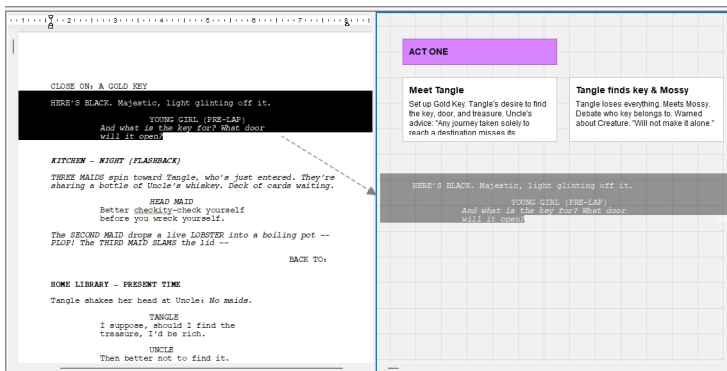 1 2 3 4 5 6 7
CLOSE ON: A GOLD KEY
HERE'S BLACK. Majestic, light glinting off it.
YOUNG GIRL (PRE-LAP)
And what is the key for? What door
will it open?
KITCHEN - NIGHT (FLASHBACK)
THREE MAIDS spin toward Tangle, who's just entered. They're
sharing a bottle of Uncle's whiskey. Deck of cards waiting.
HEAD MAID
Better checkity-check yourself
before you wreck yourself.
The SECOND MAID drops a live LOBSTER into a boiling pot --
PLOP! The THIRD MAID SLAMS the lid --
BACK TO:
HOME LIBRARY - PRESENT TIME
Tangle shakes her head at Uncle: No maids.
TANGLE
I suppose, should I find the
treasure, I'd be rich.
UNCLE
Then better not to find it.
ACT ONE
Meet Tangle
Set up Gold Key. Tangle's desire to find
the key, door, and treasure. Uncle's
advice: "Any journey taken solely to
reach a destination misses its
Tangle finds key & Mossy
Tangle loses everything. Meets Mossy.
Debate who key belongs to. Warned
about Creature. "Will not make it alone."
HERE'S BLACK. Majestic, light glinting off it.
YOUNG GIRL (PRE-LAP)
And what is the key for? What door
will it open?